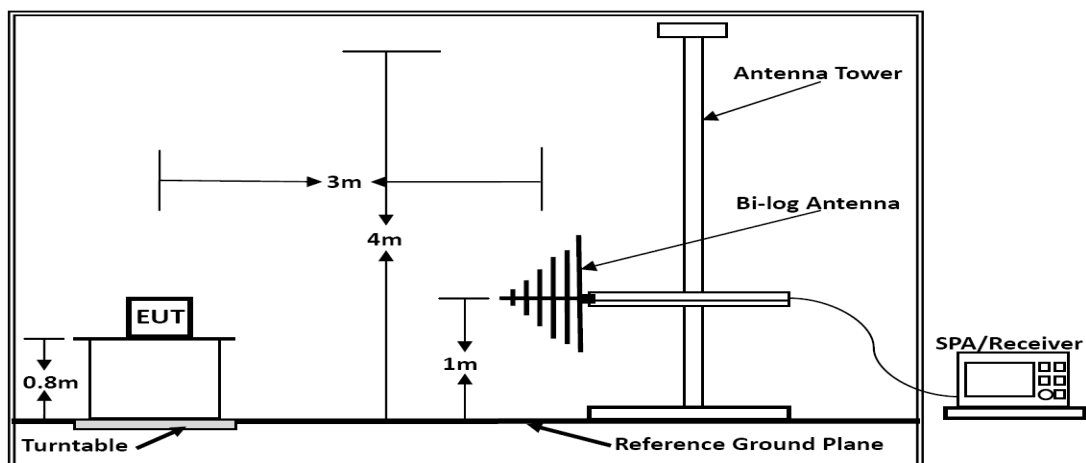 Antenna Tower
3m
Bi-log Antenna
4m
EUT
SPA/Receiver
1m
0.8m
Turntable
Reference Ground Plane